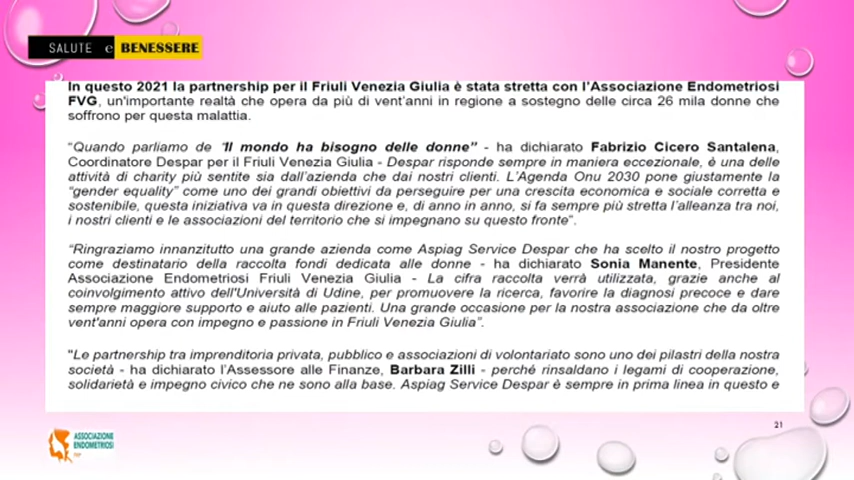 SALUTE e BENESSERE
In questo 2021 la partnership per il Friuli Venezia Giulia è stata stretta con l'Associazione Endometriosi
FVG, un'importante realtà che opera da più di vent'anni in regione a sostegno delle circa 26 mila donne che
soffrono per questa malattia.
"Quando parliamo de "Il mondo ha bisogno delle donne" - ha dichiarato Fabrizio Cicero Santalena,
Coordinatore Despar per il Friuli Venezia Giulia - Despar risponde sempre in maniera eccezionale, é una delle
attività di charity più sentite sia dall'azienda che dai nostri clienti. L'Agenda Onu 2030 pone giustamente la
"gender equality" come uno dei grandi obiettivi da perseguire per una crescita economica e sociale corretta e
sostenibile, questa iniziativa va in questa direzione e, di anno in anno, si fa sempre più stretta l'alleanza tra noi,
i nostri clienti e le associazioni del territorio che si impegnano su questo fronte".
"Ringraziamo innanzitutto una grande azienda come Aspiag Service Despar che ha scelto il nostro progetto
come destinatario della raccolta fondi dedicata alle donne - ha dichiarato Sonia Manente, Presidente
Associazione Endometriosi Friuli Venezia Giulia - La cifra raccolta verrà utilizzata, grazie anche al
coinvolgimento attivo dell'Università di Udine, per promuovere la ricerca, favorire la diagnosi precoce e dare
sempre maggiore supporto e aiuto alle pazienti. Una grande occasione per la nostra associazione che da oltre
vent'anni opera con impegno e passione in Friuli Venezia Giulia".
"Le partnership tra imprenditoria privata, pubblico e associazioni di volontariato sono uno dei pilastri della nostra
società - ha dichiarato l'Assessore alle Finanze, Barbara Zilli - perché rinsaldano i legami di cooperazione,
solidarietà e impegno civico che ne sono alla base. Aspiag Service Despar è sempre in prima linea in questo e
21
ASSOCIAZIONE
ENDOMETRIOSI